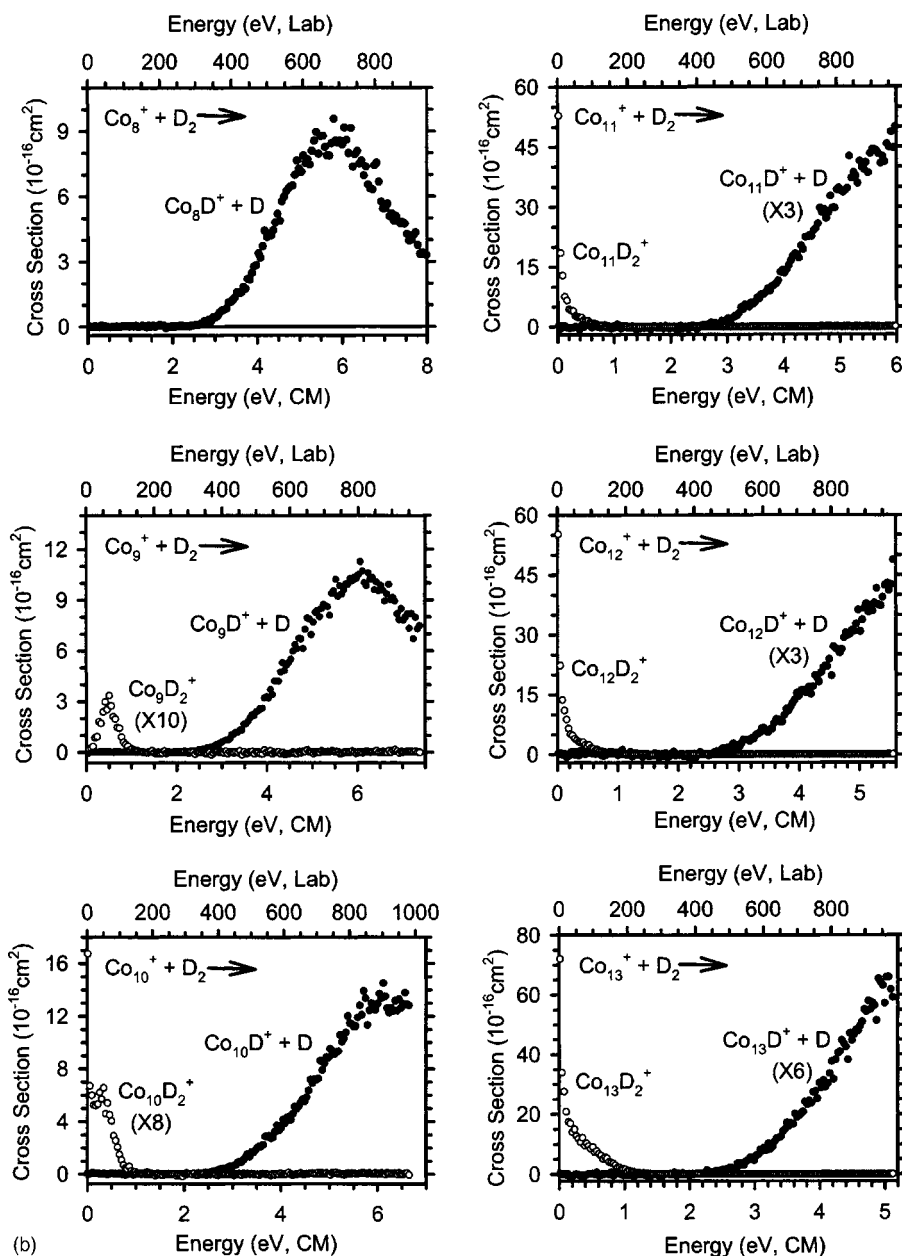 Energy (eV, Lab)
0 200 400 600 800
Cross Section (10⁻¹⁶cm²)
9
6
3
0
Co₈⁺ + D₂
Co₈D⁺ + D
0 2 4 6 8
Energy (eV, CM)
Energy (eV, Lab)
0 200 400 600 800
Cross Section (10⁻¹⁶cm²)
60
45
30
15
0
Co₁₁⁺ + D₂
Co₁₁D⁺ + D
(X3)
Co₁₁D₂⁺
0 1 2 3 4 5 6
Energy (eV, CM)
Energy (eV, Lab)
0 200 400 600 800
Cross Section (10⁻¹⁶cm²)
12
9
6
3
0
Co₉⁺ + D₂
Co₉D⁺ + D
Co₉D₂⁺
(X10)
0 2 4 6
Energy (eV, CM)
Energy (eV, Lab)
0 200 400 600 800
Cross Section (10⁻¹⁶cm²)
60
45
30
15
0
Co₁₂⁺ + D₂
Co₁₂D⁺ + D
(X3)
Co₁₂D₂⁺
0 1 2 3 4 5
Energy (eV, CM)
Energy (eV, Lab)
0 200 400 600 800 1000
Cross Section (10⁻¹⁶cm²)
16
12
8
4
0
Co₁₀⁺ + D₂
Co₁₀D⁺ + D
Co₁₀D₂⁺
(X8)
0 2 4 6
Energy (eV, CM)
Energy (eV, Lab)
0 200 400 600 800
Cross Section (10⁻¹⁶cm²)
80
60
40
20
0
Co₁₃⁺ + D₂
Co₁₃D⁺ + D
(X6)
Co₁₃D₂⁺
0 1 2 3 4 5
Energy (eV, CM)
(b)